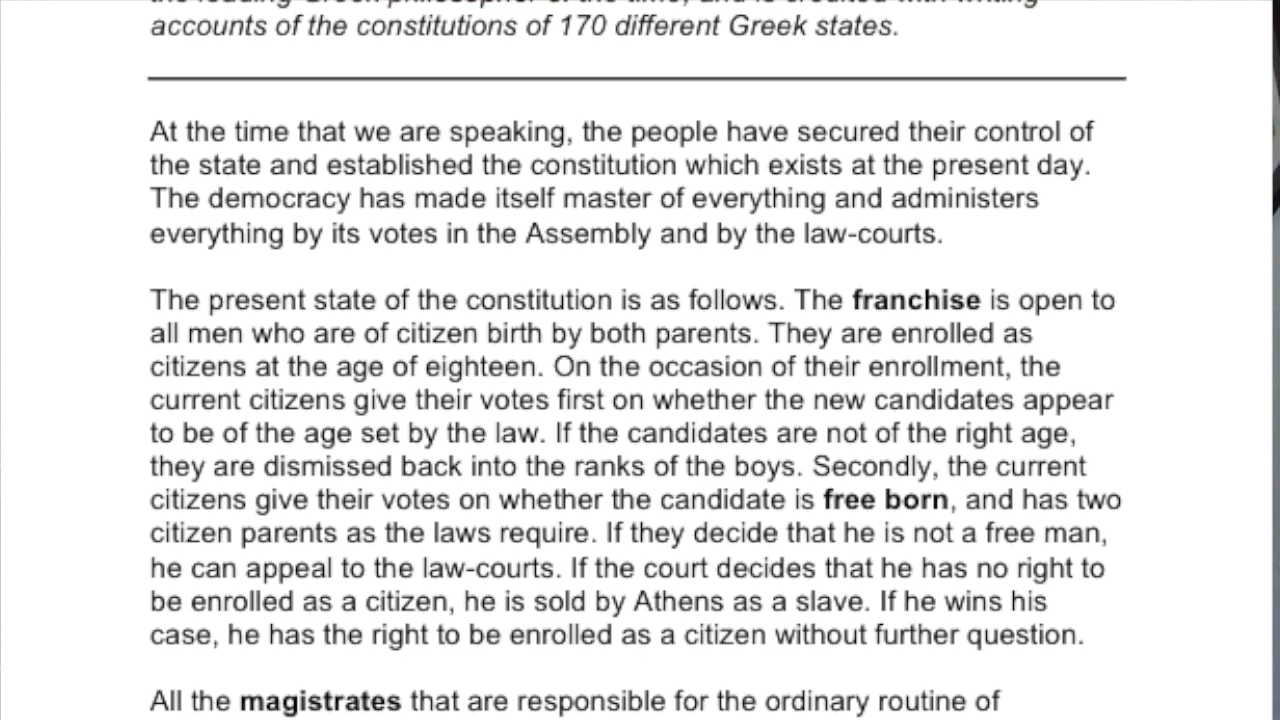 accounts of the constitutions of 170 different Greek states.
At the time that we are speaking, the people have secured their control of
the state and established the constitution which exists at the present day.
The democracy has made itself master of everything and administers
everything by its votes in the Assembly and by the law-courts.
The present state of the constitution is as follows. The franchise is open to
all men who are of citizen birth by both parents. They are enrolled as
citizens at the age of eighteen. On the occasion of their enrollment, the
current citizens give their votes first on whether the new candidates appear
to be of the age set by the law. If the candidates are not of the right age,
they are dismissed back into the ranks of the boys. Secondly, the current
citizens give their votes on whether the candidate is free born, and has two
citizen parents as the laws require. If they decide that he is not a free man,
he can appeal to the law-courts. If the court decides that he has no right to
be enrolled as a citizen, he is sold by Athens as a slave. If he wins his
case, he has the right to be enrolled as a citizen without further question.
All the magistrates that are responsible for the ordinary routine of